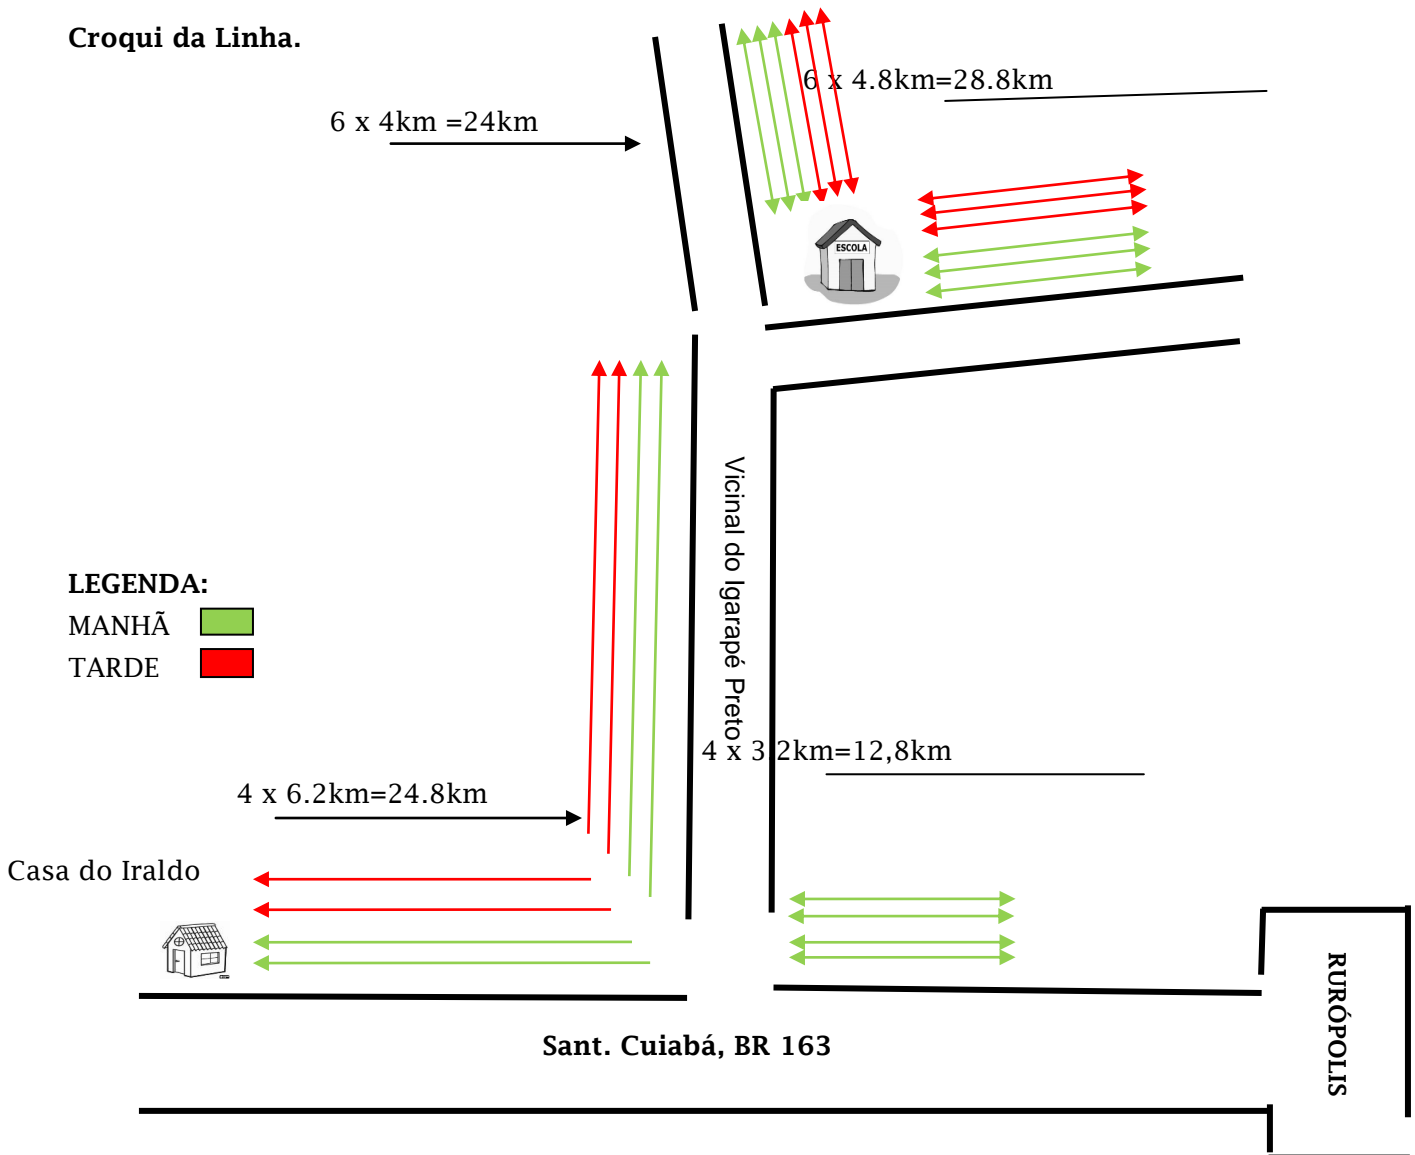 Croqui da Linha.
6 x 4.8km=28.8km
6 x 4km =24km
ESCOLA
Vicinal do Igarapé Preto
LEGENDA:
MANHÃ
TARDE
4 x 3.2km=12,8km
4 x 6.2km=24.8km
Casa do Iraldo
RURÓPOLIS
Sant. Cuiabá, BR 163